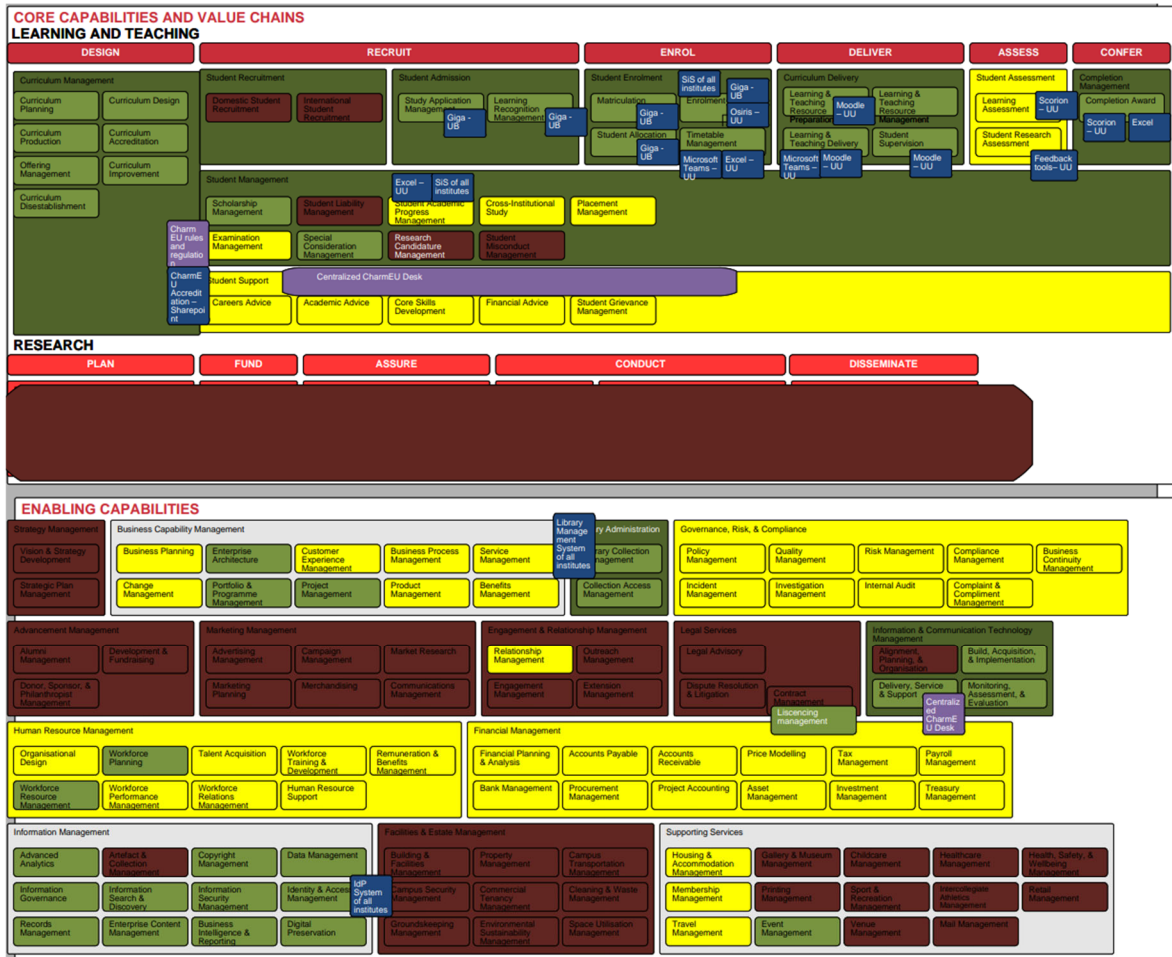 CORE CAPABILITIES AND VALUE CHAINS
LEARNING AND TEACHING
DESIGN
RECRUIT
ENROL
DELIVER
ASSESS
CONFER
Curriculum Management
Curriculum
Planning
Curriculum Design
Curriculum
Production
Curriculum
Accreditation
Offering
Management
Curriculum
Improvement
Curriculum
Disestablishment
Student Recruitment
Domestic Student
Recruitment
International
Student
Recruitment
Student Admission
Study Application
Management
Giga -
UB
Learning
Recognition
Management
Giga -
UB
Student Enrolment
SiS of all
institutes
Giga -
UB
Matriculation
Giga -
UB
Enrolment
Osiris –
UU
Student Allocation
Giga -
UB
Timetable
Management
Microsoft
Teams –
UU
Excel –
UU
Curriculum Delivery
Learning &
Teaching
Resource
Preparation
Moodle
– UU
Learning &
Teaching
Resource
Management
Learning &
Teaching Delivery
Microsoft
Teams –
UU
Moodle
– UU
Student
Supervision
Moodle
– UU
Student Assessment
Learning
Assessment
Scorion
– UU
Student Research
Assessment
Feedback
tools– UU
Completion
Management
Completion Award
Scorion
– UU
Excel
Student Management
Excel –
UU
SiS of all
institutes
Scholarship
Management
Student Liability
Management
Student Academic
Progress
Management
Cross-Institutional
Study
Placement
Management
Examination
Management
Special
Consideration
Management
Research
Candidature
Management
Student
Misconduct
Management
Charm
EU rules
and
regulatio
n
CharmE
U
Accredit
ation –
Sharepoi
nt
Student Support
Centralized CharmEU Desk
Careers Advice
Academic Advice
Core Skills
Development
Financial Advice
Student Grievance
Management
RESEARCH
PLAN
FUND
ASSURE
CONDUCT
DISSEMINATE
ENABLING CAPABILITIES
Strategy Management
Vision & Strategy
Development
Strategic Plan
Management
Business Capability Management
Business Planning
Enterprise
Architecture
Customer
Experience
Management
Business Process
Management
Service
Management
Change
Management
Portfolio &
Programme
Management
Project
Management
Product
Management
Benefits
Management
Library
Manage
ment
System
of all
institutes
ry Administration
rary Collection
nagement
Collection Access
Management
Governance, Risk, & Compliance
Policy
Management
Quality
Management
Risk Management
Compliance
Management
Business
Continuity
Management
Incident
Management
Investigation
Management
Internal Audit
Complaint &
Compliment
Management
Advancement Management
Alumni
Management
Development &
Fundraising
Donor, Sponsor, &
Philanthropist
Management
Marketing Management
Advertising
Management
Campaign
Management
Market Research
Marketing
Planning
Merchandising
Communications
Management
Engagement & Relationship Management
Relationship
Management
Outreach
Management
Engagement
Management
Extension
Management
Legal Services
Legal Advisory
Dispute Resolution
& Litigation
Contract
Management
Liscencing
management
Information & Communication Technology
Management
Alignment,
Planning, &
Organisation
Build, Acquisition,
& Implementation
Delivery, Service
& Support
Monitoring,
Assessment, &
Evaluation
Centraliz
ed
CharmE
U Desk
Human Resource Management
Organisational
Design
Workforce
Planning
Talent Acquisition
Workforce
Training &
Development
Remuneration &
Benefits
Management
Workforce
Resource
Management
Workforce
Performance
Management
Workforce
Relations
Management
Human Resource
Support
Financial Management
Financial Planning
& Analysis
Accounts Payable
Accounts
Receivable
Price Modelling
Tax
Management
Payroll
Management
Bank Management
Procurement
Management
Project Accounting
Asset
Management
Investment
Management
Treasury
Management
Information Management
Advanced
Analytics
Artefact &
Collection
Management
Copyright
Management
Data Management
Information
Governance
Information
Search &
Discovery
Information
Security
Management
Identity & Access
Management
IdP
System
of all
institutes
Records
Management
Enterprise Content
Management
Business
Intelligence &
Reporting
Digital
Preservation
Facilities & Estate Management
Building &
Facilities
Management
Property
Management
Campus
Transportation
Management
Campus Security
Management
Commercial
Tenancy
Management
Cleaning & Waste
Management
Groundskeeping
Management
Environmental
Sustainability
Management
Space Utilisation
Management
Supporting Services
Housing &
Accommodation
Management
Gallery & Museum
Management
Childcare
Management
Healthcare
Management
Health, Safety, &
Wellbeing
Management
Membership
Management
Printing
Management
Sport &
Recreation
Management
Intercollegiate
Athletics
Management
Retail
Management
Travel
Management
Event
Management
Venue
Management
Mail Management